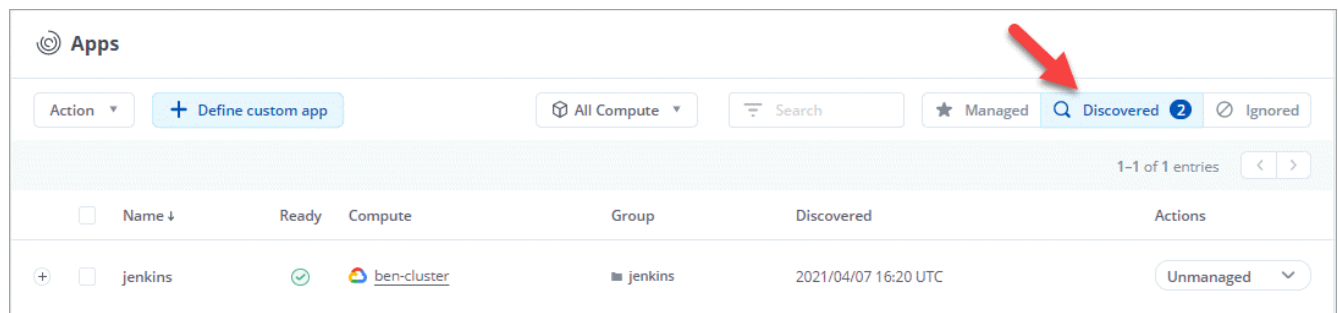 Apps
Action ▼ + Define custom app All Compute ▼ Search Managed Discovered 2 Ignored
1–1 of 1 entries < >
Name ↓ Ready Compute Group Discovered Actions
jenkins ben-cluster jenkins 2021/04/07 16:20 UTC Unmanaged